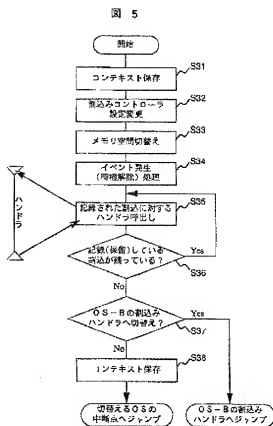 図 5
開始
コンテキスト保存
S31
割込みコントローラ
設定変更
S32
メモリ空間切替え
S33
イベント発生
(待機解除)処理
S34
記録された割込に対する
ハンドラ呼出し
S35
ハンドラ
記録(保留)している
割込が残っている?
Yes
S36
No
OS-Bの割込み
ハンドラへ切替え?
Yes
S37
No
コンテキスト保存
S38
切替えるOSの
中断点へジャンプ
OS-Bの割込み
ハンドラへジャンプ